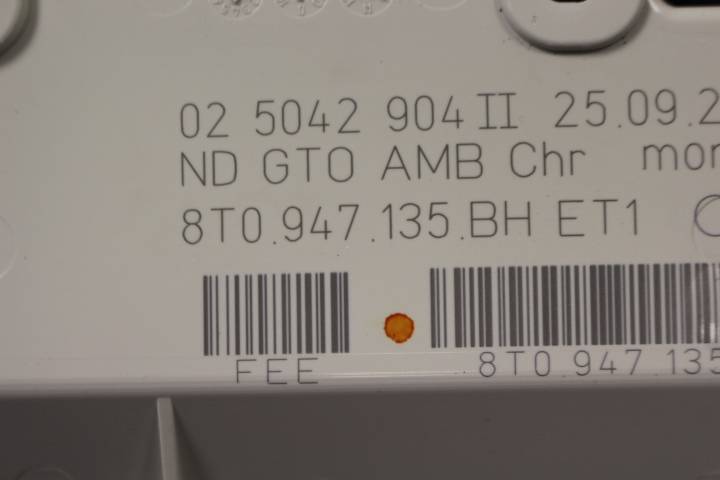 02 5042 904 II 25.09.2
ND GTO AMB Chr mor
8T0.947.135.BH ET1
FEE 8T0 947 135